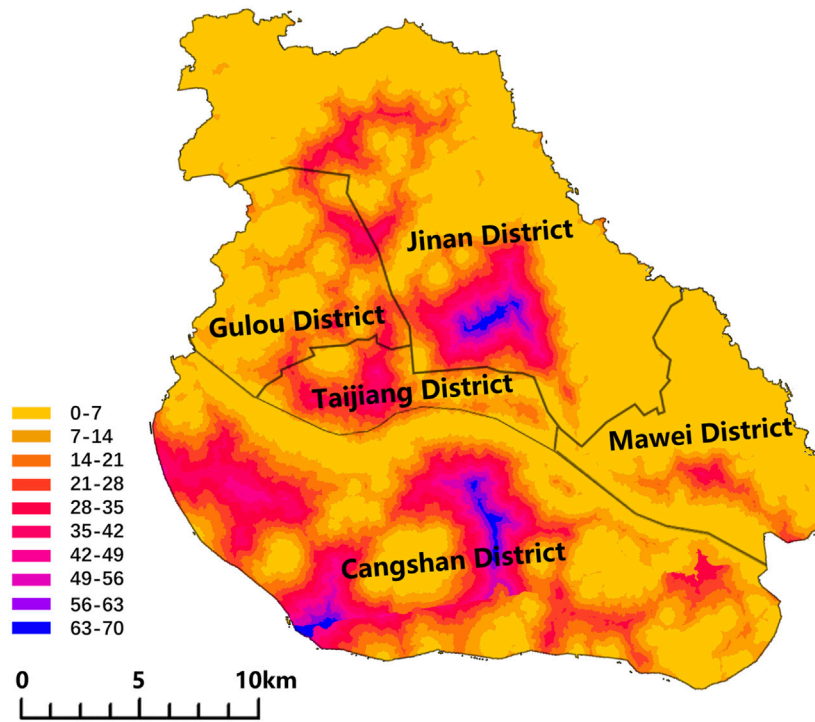 Jinan District
Gulou District
Taijiang District
Mawei District
Cangshan District
0-7
7-14
14-21
21-28
28-35
35-42
42-49
49-56
56-63
63-70
0 5 10km